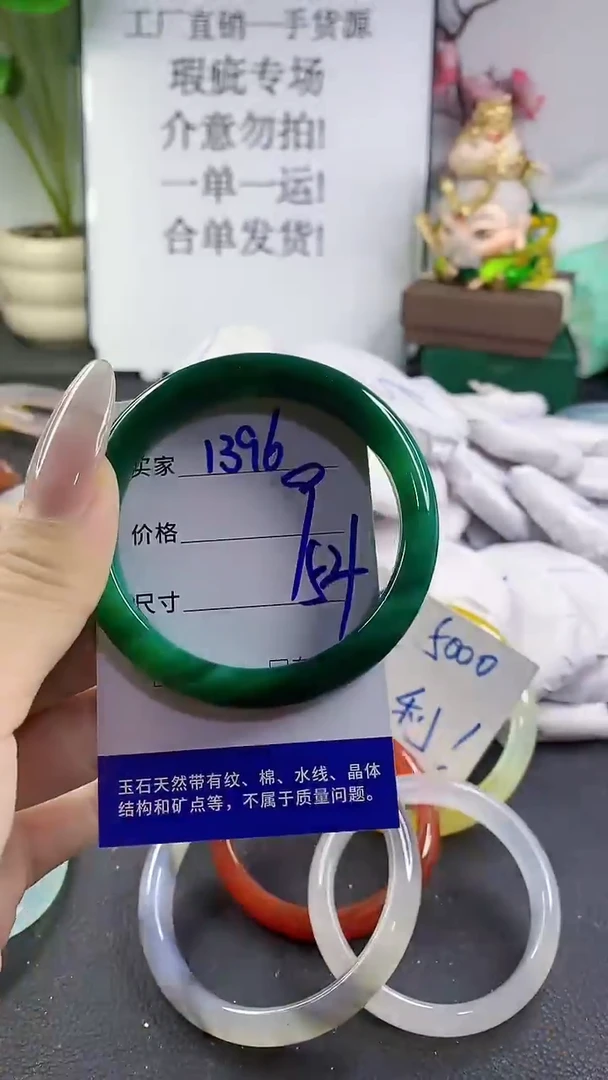 工厂直销一手货源
瑕疵专场
介意勿拍!
一单一运!
合单发货!
买家 1396
价格 9
尺寸 54
玉石天然带有纹、棉、水线、晶体
结构和矿点等，不属于质量问题。
5000
利!